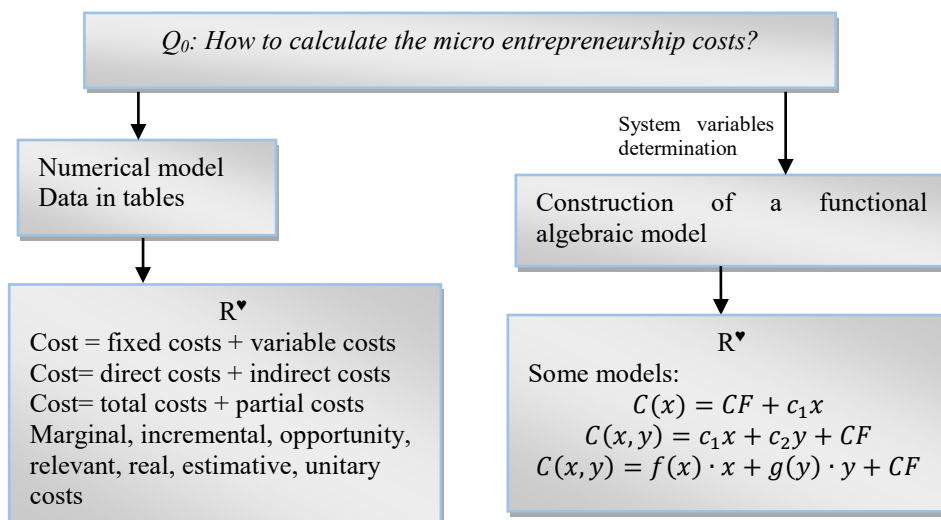 Q₀: How to calculate the micro entrepreneurship costs?
System variables
determination
Numerical model
Data in tables
Construction of a functional
algebraic model
R♥
Cost = fixed costs + variable costs
Cost= direct costs + indirect costs
Cost= total costs + partial costs
Marginal, incremental, opportunity,
relevant, real, estimative, unitary
costs
R♥
Some models:
C(x) = CF + c₁x
C(x, y) = c₁x + c₂y + CF
C(x, y) = f(x) · x + g(y) · y + CF